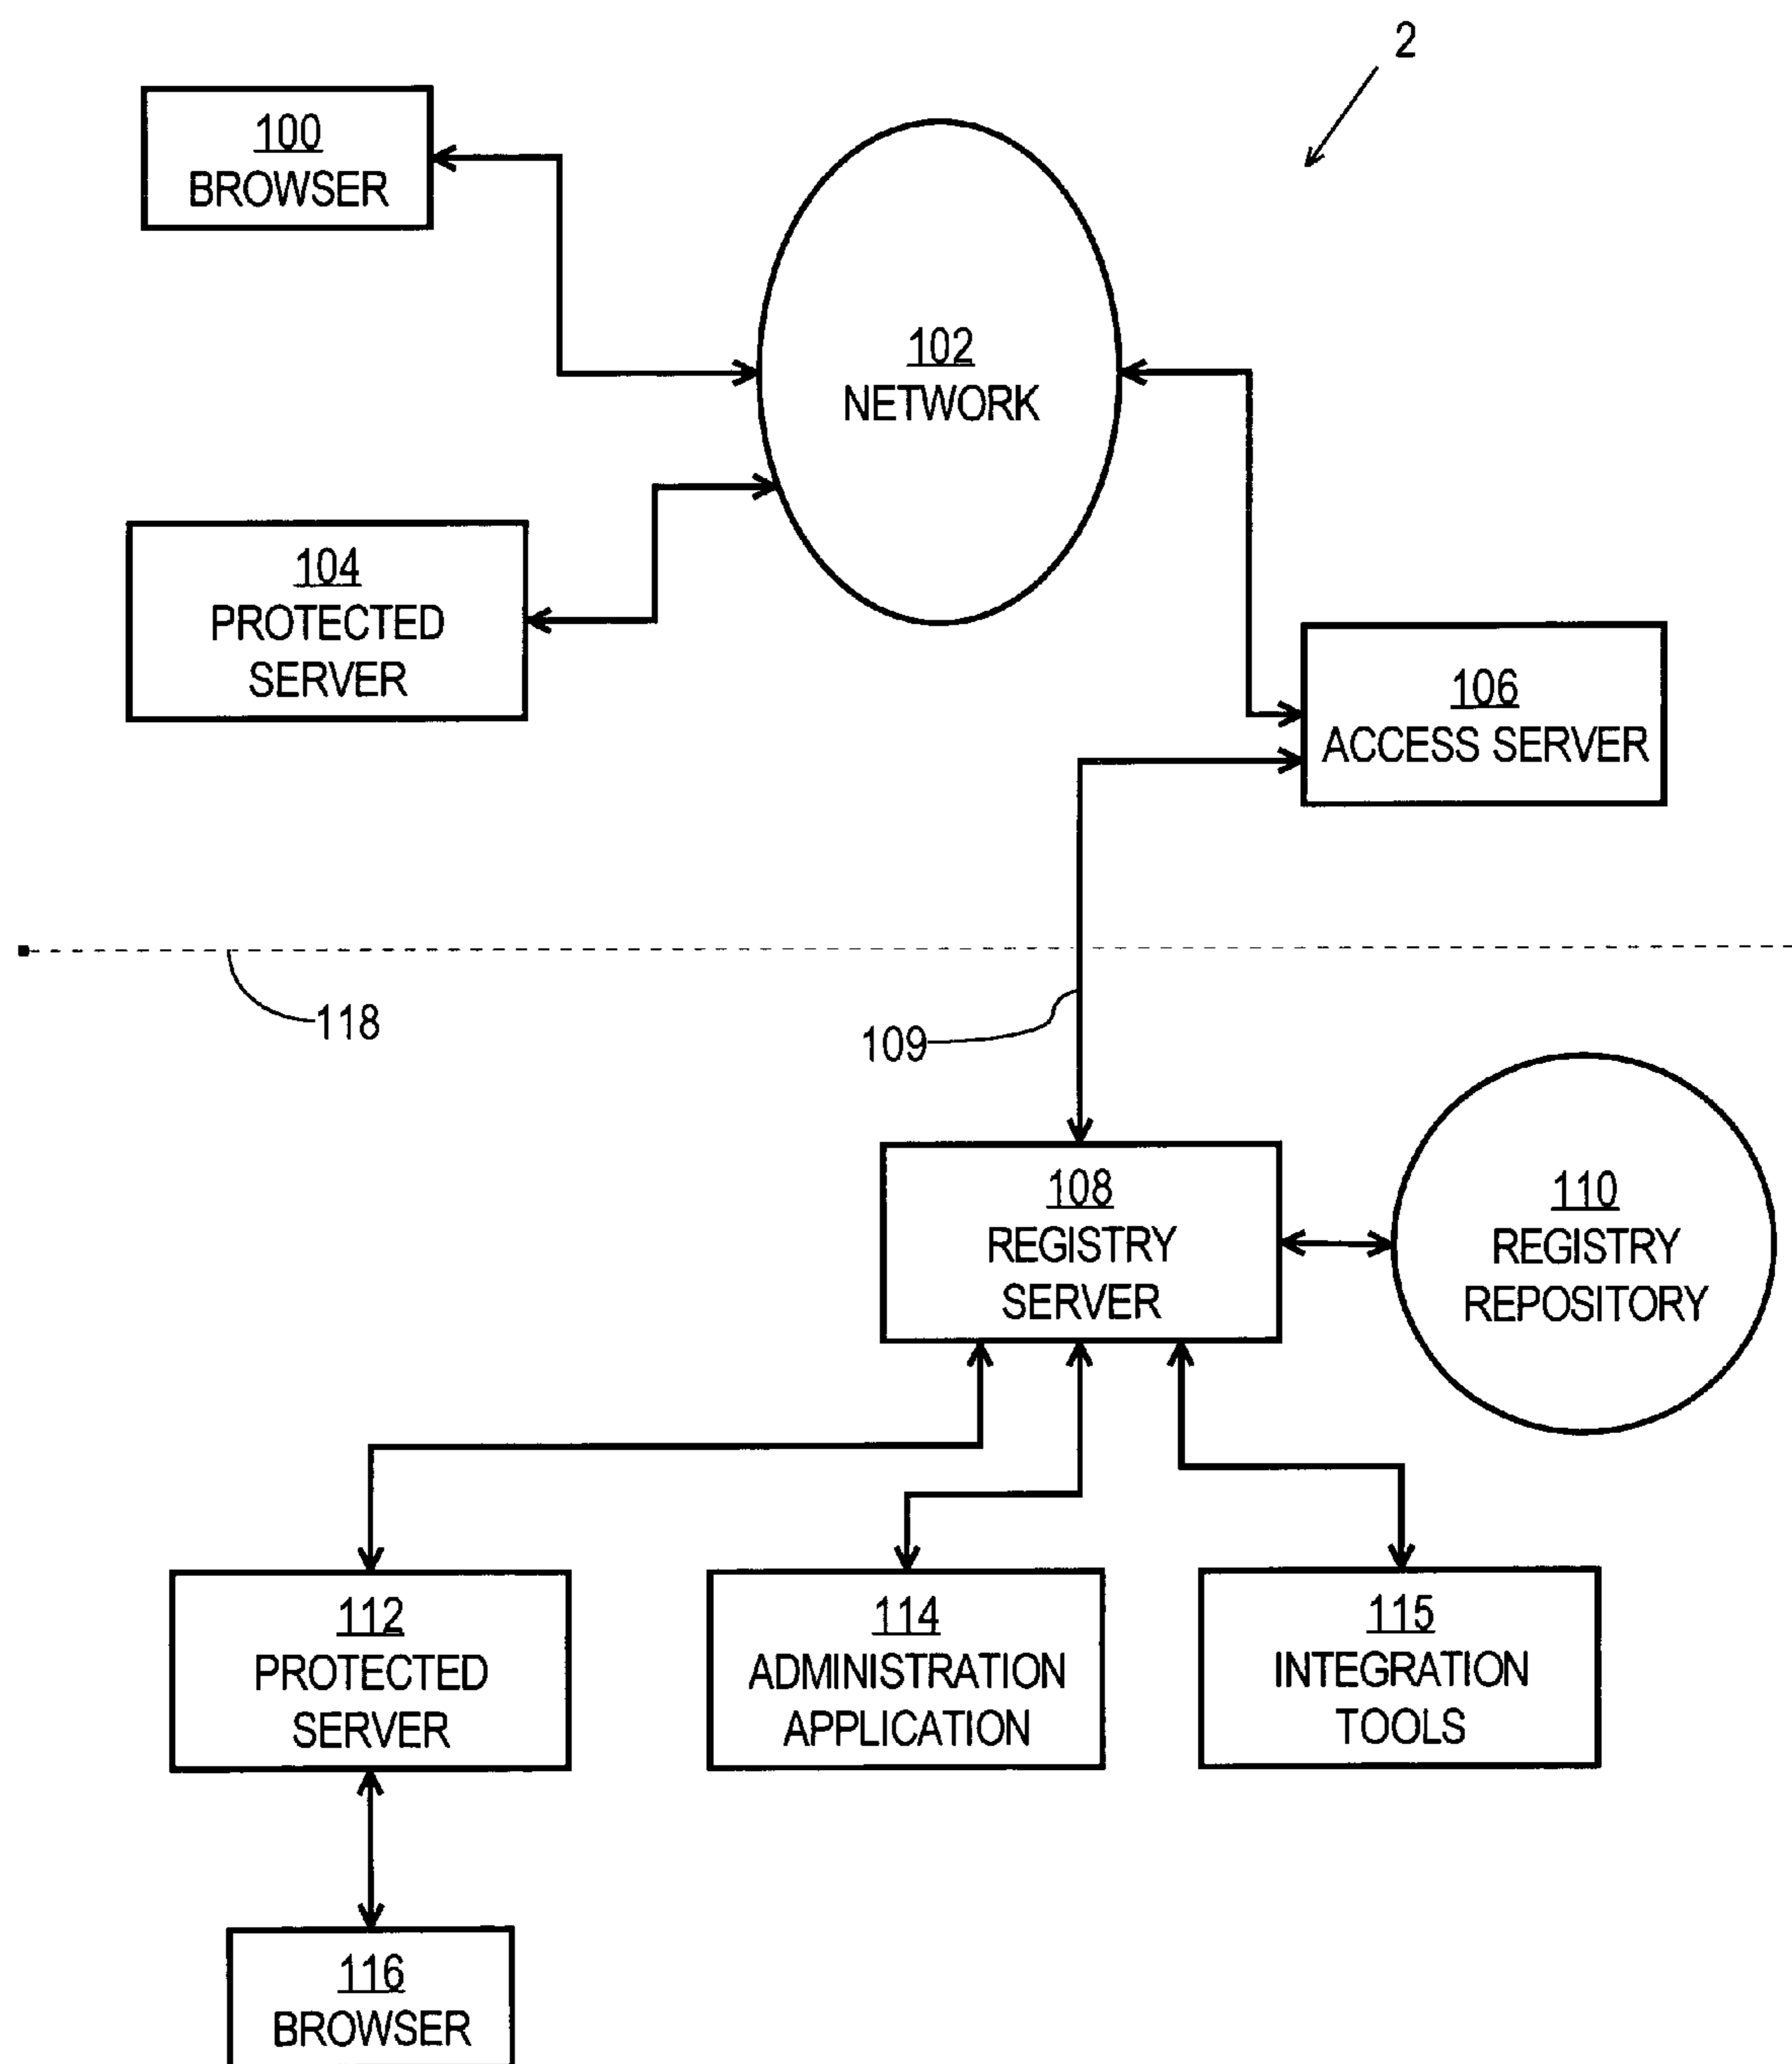 2
100
BROWSER
102
NETWORK
104
PROTECTED
SERVER
106
ACCESS SERVER
118
109
108
REGISTRY
SERVER
110
REGISTRY
REPOSITORY
112
PROTECTED
SERVER
114
ADMINISTRATION
APPLICATION
115
INTEGRATION
TOOLS
116
BROWSER